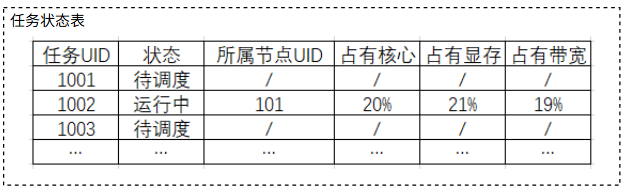 任务状态表
任务UID 状态 所属节点UID 占有核心 占有显存 占有带宽
1001 待调度 / / / /
1002 运行中 101 20% 21% 19%
1003 待调度 / / / /
... ... ... ... ... ...